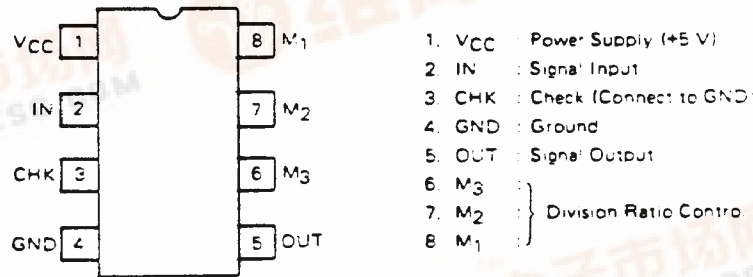 VCC 1
8 M1
IN 2
7 M2
CHK 3
6 M3
GND 4
5 OUT
1. VCC : Power Supply (+5 V)
2. IN : Signal Input
3. CHK : Check (Connect to GND
4. GND : Ground
5. OUT : Signal Output
6. M3 :
7. M2 : Division Ratio Contro
8 M1 :